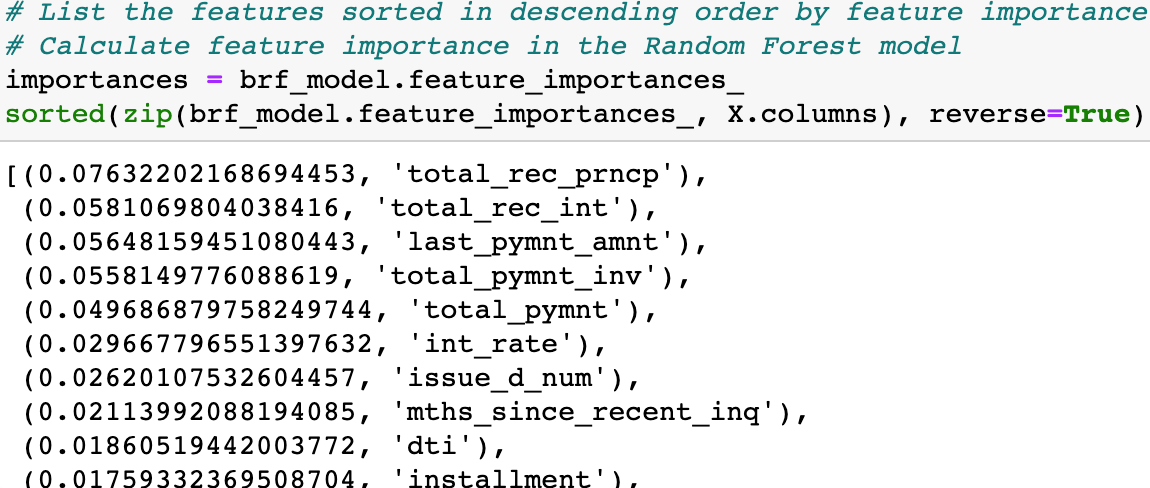 # List the features sorted in descending order by feature importance
# Calculate feature importance in the Random Forest model
importances = brf_model.feature_importances_
sorted(zip(brf_model.feature_importances_, X.columns), reverse=True)
[(0.07632202168694453, 'total_rec_prncp'),
(0.0581069804038416, 'total_rec_int'),
(0.05648159451080443, 'last_pymnt_amnt'),
(0.0558149776088619, 'total_pymnt_inv'),
(0.049686879758249744, 'total_pymnt'),
(0.029667796551397632, 'int_rate'),
(0.02620107532604457, 'issue_d_num'),
(0.02113992088194085, 'mths_since_recent_inq'),
(0.01860519442003772, 'dti'),
(0.01759332369508704, 'installment'),